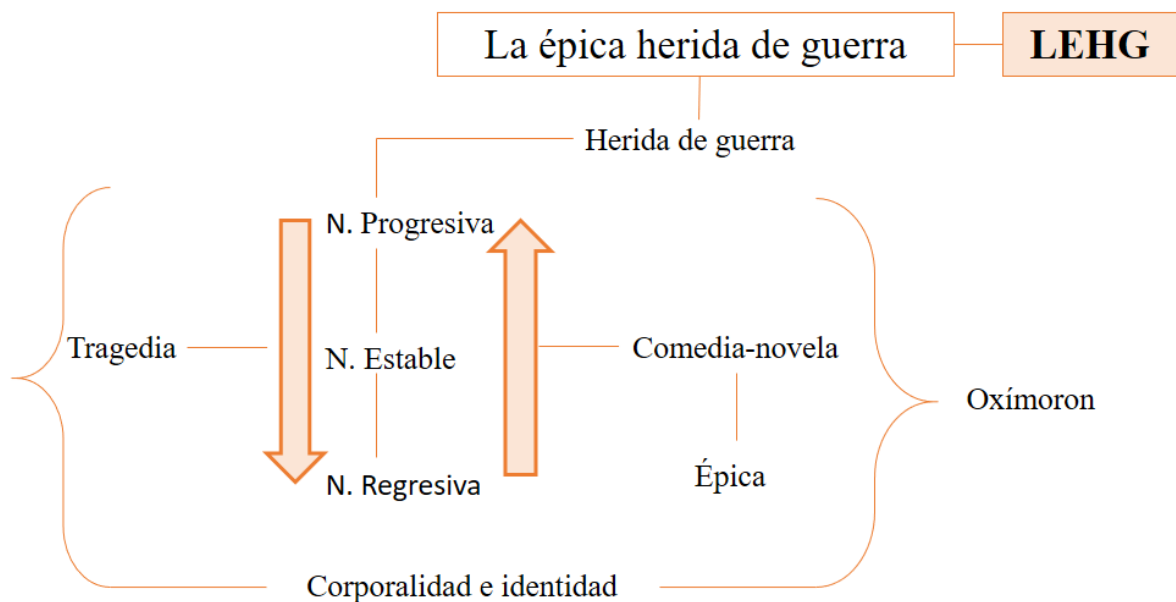 La épica herida de guerra
LEHG
Herida de guerra
N. Progresiva
Tragedia
N. Estable
Comedia-novela
Oxímoron
N. Regresiva
Épica
Corporalidad e identidad